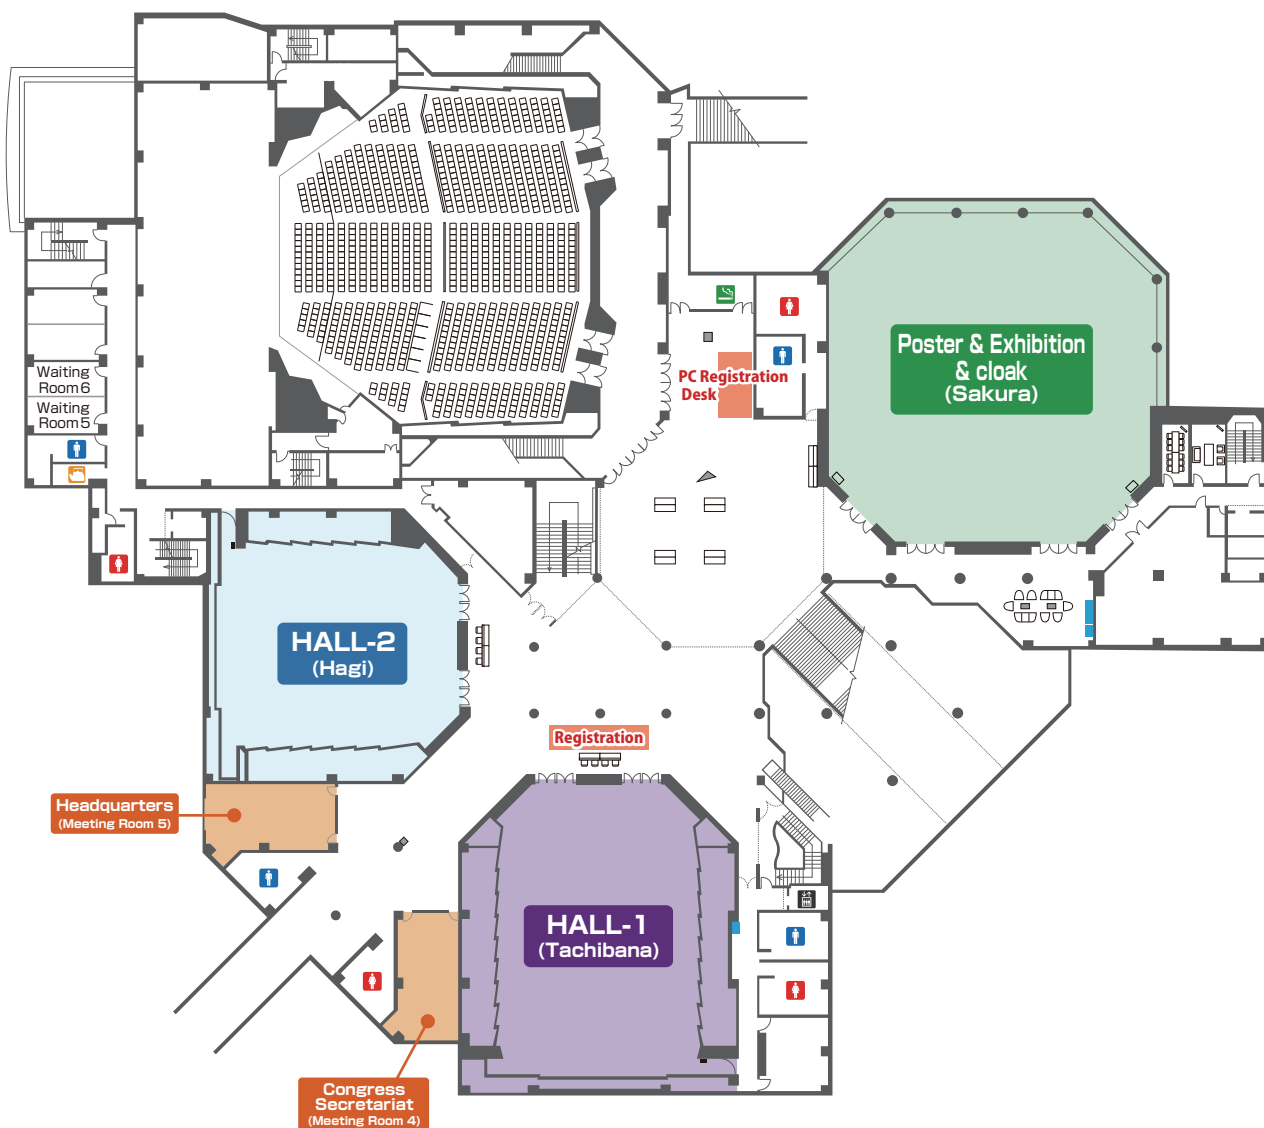 Poster & Exhibition
& cloak
(Sakura)
Waiting
Room 6
Waiting
Room 5
PC Registration
Desk
HALL-2
(Hagi)
Registration
Headquarters
(Meeting Room 5)
HALL-1
(Tachibana)
Congress
Secretariat
(Meeting Room 4)